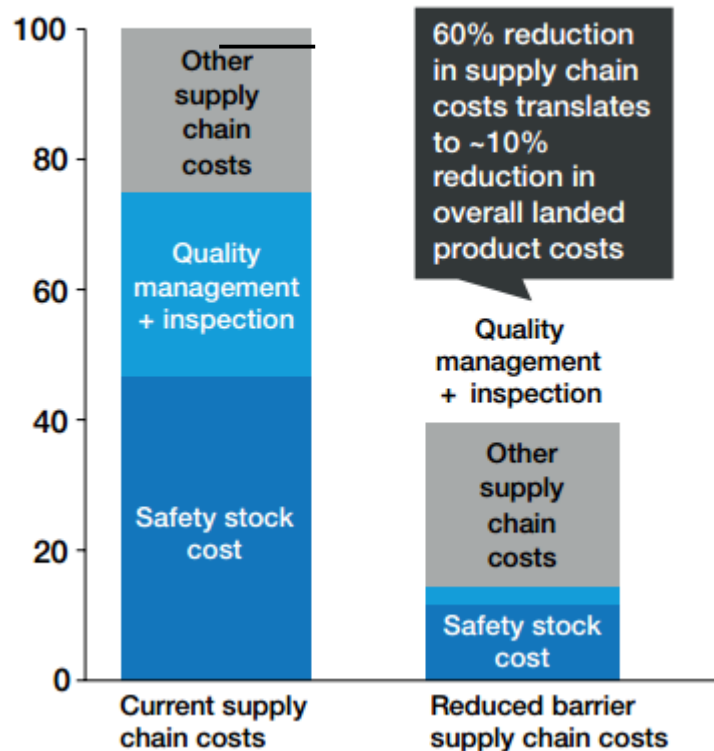 100
80
60
40
20
0
Other
supply
chain
costs
Quality
management
+ inspection
Safety stock
cost
Current supply
chain costs
60% reduction
in supply chain
costs translates
to ~10%
reduction in
overall landed
product costs
Quality
management
+ inspection
Other
supply
chain
costs
Safety stock
cost
Reduced barrier
supply chain costs